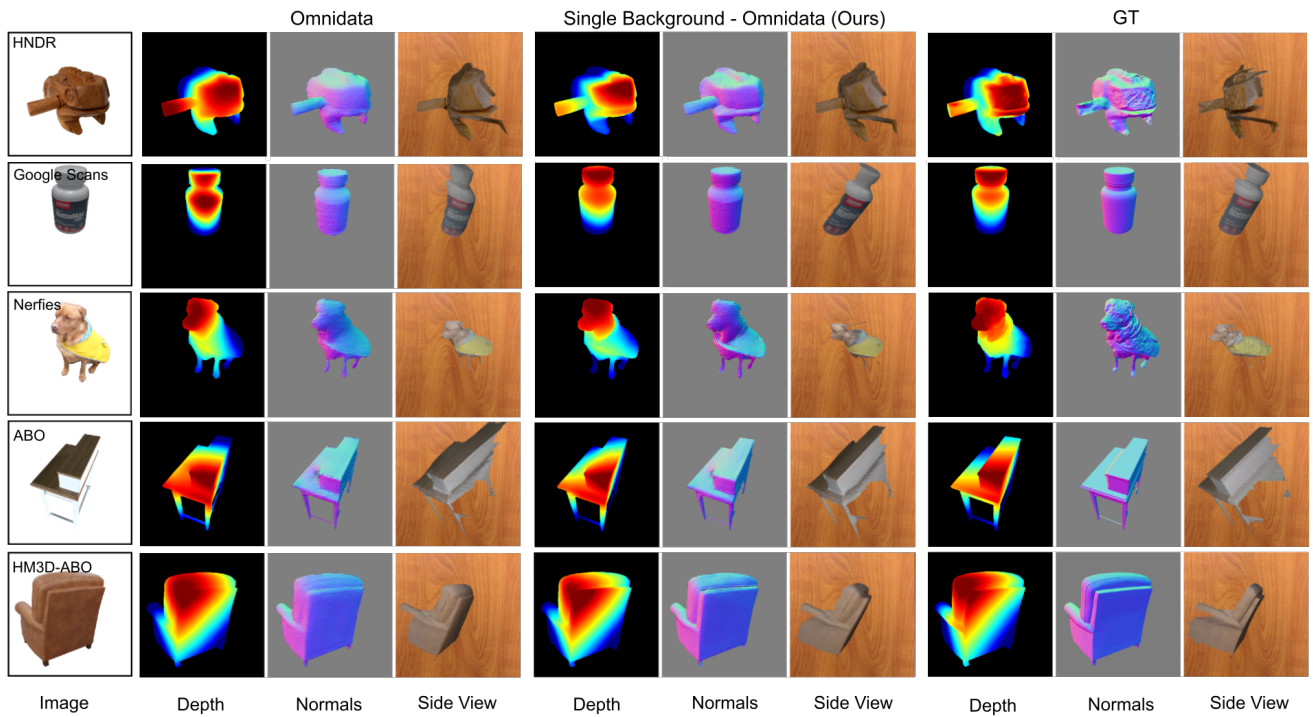 Omnidata Single Background - Omnidata (Ours) GT
HNDR
Google Scans
Nerfies
ABO
HM3D-ABO
Image Depth Normals Side View Depth Normals Side View Depth Normals Side View